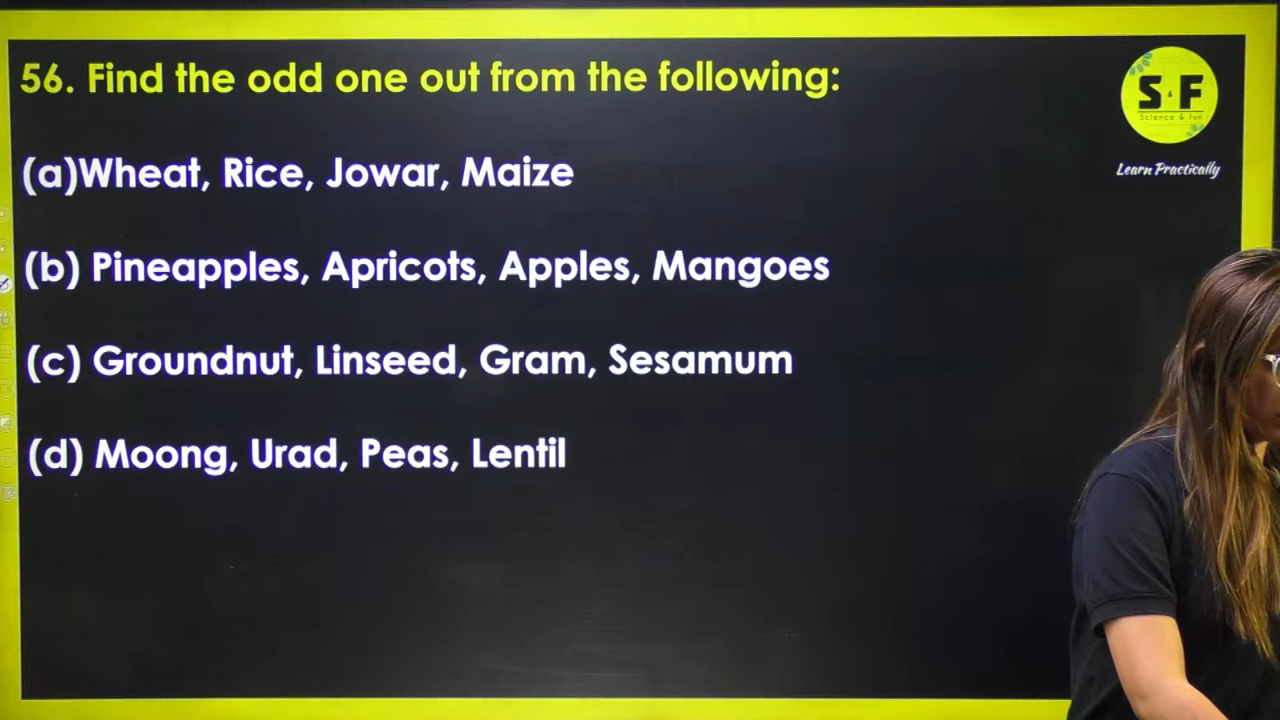 56. Find the odd one out from the following:
S & F
Science & fun
Learn Practically
(a)Wheat, Rice, Jowar, Maize
(b) Pineapples, Apricots, Apples, Mangoes
(c) Groundnut, Linseed, Gram, Sesamum
(d) Moong, Urad, Peas, Lentil